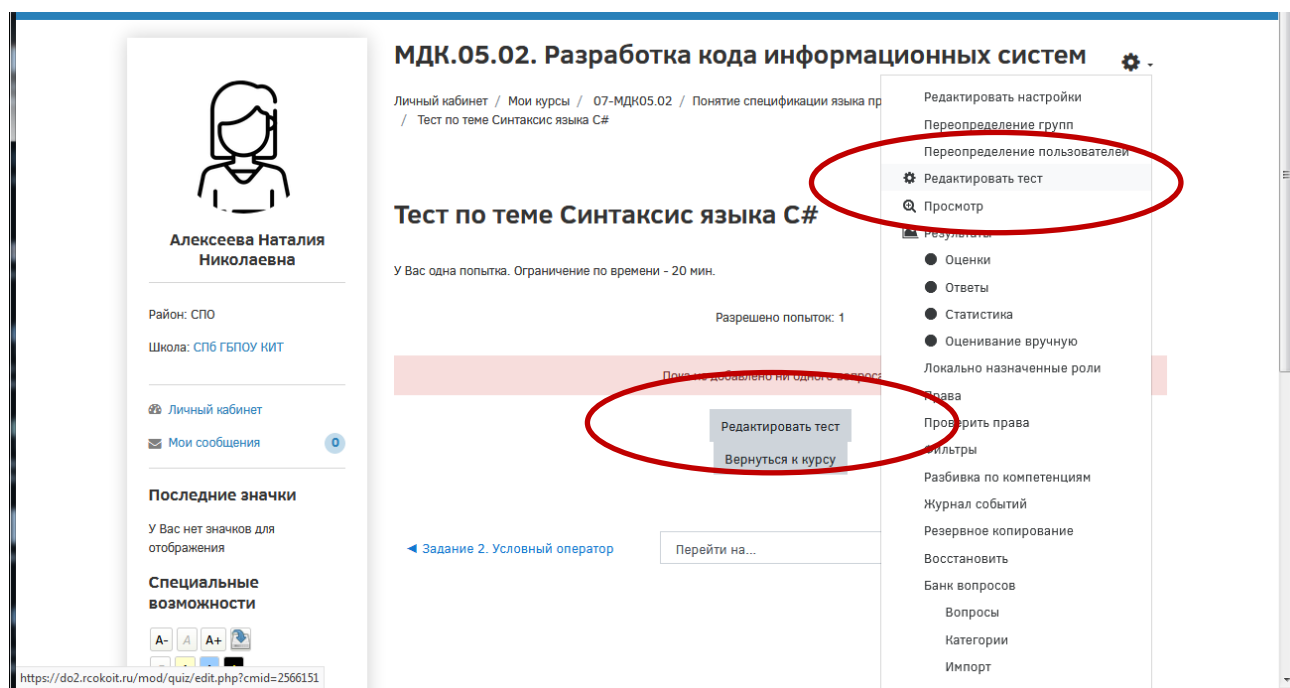 МДК.05.02. Разработка кода информационных систем
Личный кабинет / Мои курсы / 07-МДК05.02 / Понятие спецификации языка пр
/ Тест по теме Синтаксис языка C#
Алексеева Наталия
Николаевна
Район: СПО
Школа: СПб ГБПОУ КИТ
Личный кабинет
Мои сообщения 0
Последние значки
У Вас нет значков для
отображения
Специальные
возможности
A- A A+
Тест по теме Синтаксис языка C#
У Вас одна попытка. Ограничение по времени - 20 мин.
Разрешено попыток: 1
Пока не добавлено ни одного вопроса
Редактировать тест
Вернуться к курсу
◄ Задание 2. Условный оператор
Перейти на...
Редактировать настройки
Переопределение групп
Переопределение пользователей
Редактировать тест
Просмотр
Результаты
Оценки
Ответы
Статистика
Оценивание вручную
Локально назначенные роли
Права
Проверить права
Фильтры
Разбивка по компетенциям
Журнал событий
Резервное копирование
Восстановить
Банк вопросов
Вопросы
Категории
Импорт
https://do2.rcokoit.ru/mod/quiz/edit.php?cmid=2566151